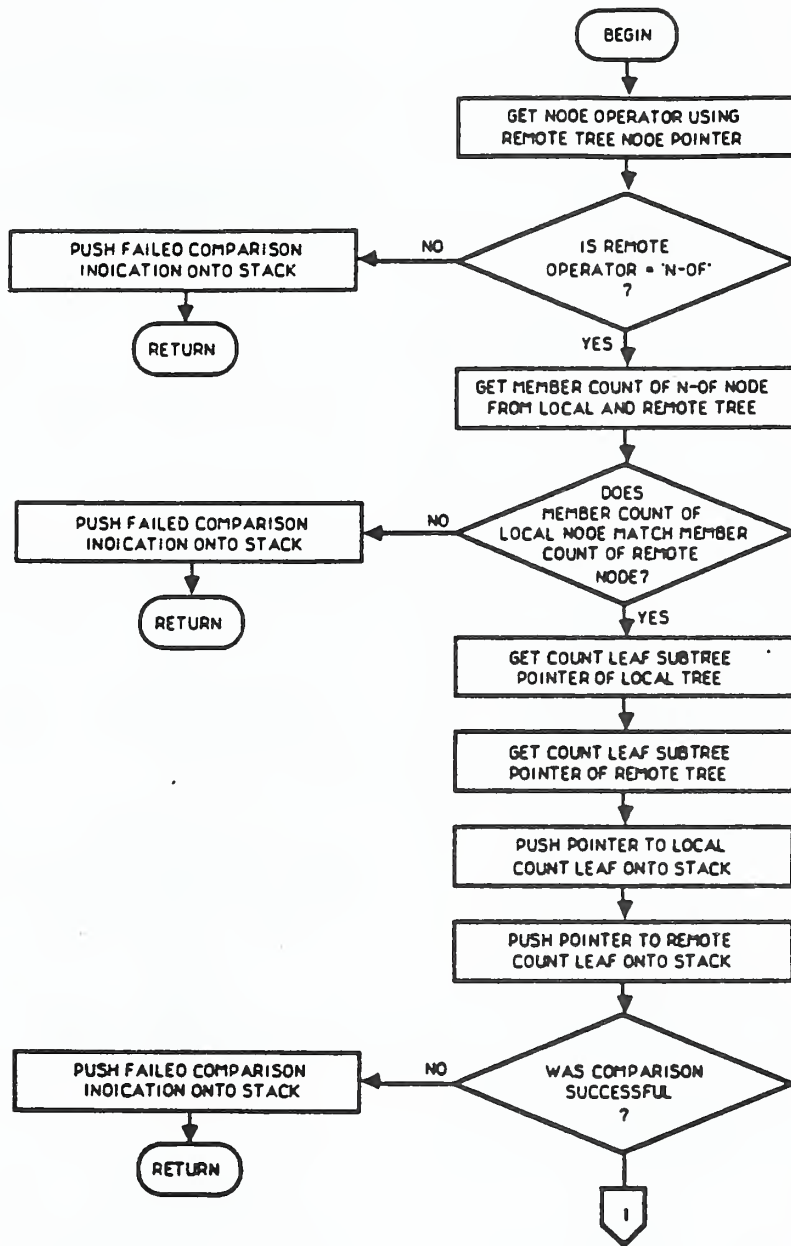 BEGIN
GET NODE OPERATOR USING
REMOTE TREE NODE POINTER
IS REMOTE
OPERATOR = 'N-OF'
?
NO
PUSH FAILED COMPARISON
INDICATION ONTO STACK
RETURN
YES
GET MEMBER COUNT OF N-OF NODE
FROM LOCAL AND REMOTE TREE
DOES
MEMBER COUNT OF
LOCAL NODE MATCH MEMBER
COUNT OF REMOTE
NODE?
NO
PUSH FAILED COMPARISON
INDICATION ONTO STACK
RETURN
YES
GET COUNT LEAF SUBTREE
POINTER OF LOCAL TREE
GET COUNT LEAF SUBTREE
POINTER OF REMOTE TREE
PUSH POINTER TO LOCAL
COUNT LEAF ONTO STACK
PUSH POINTER TO REMOTE
COUNT LEAF ONTO STACK
WAS COMPARISON
SUCCESSFUL
?
NO
PUSH FAILED COMPARISON
INDICATION ONTO STACK
RETURN
1